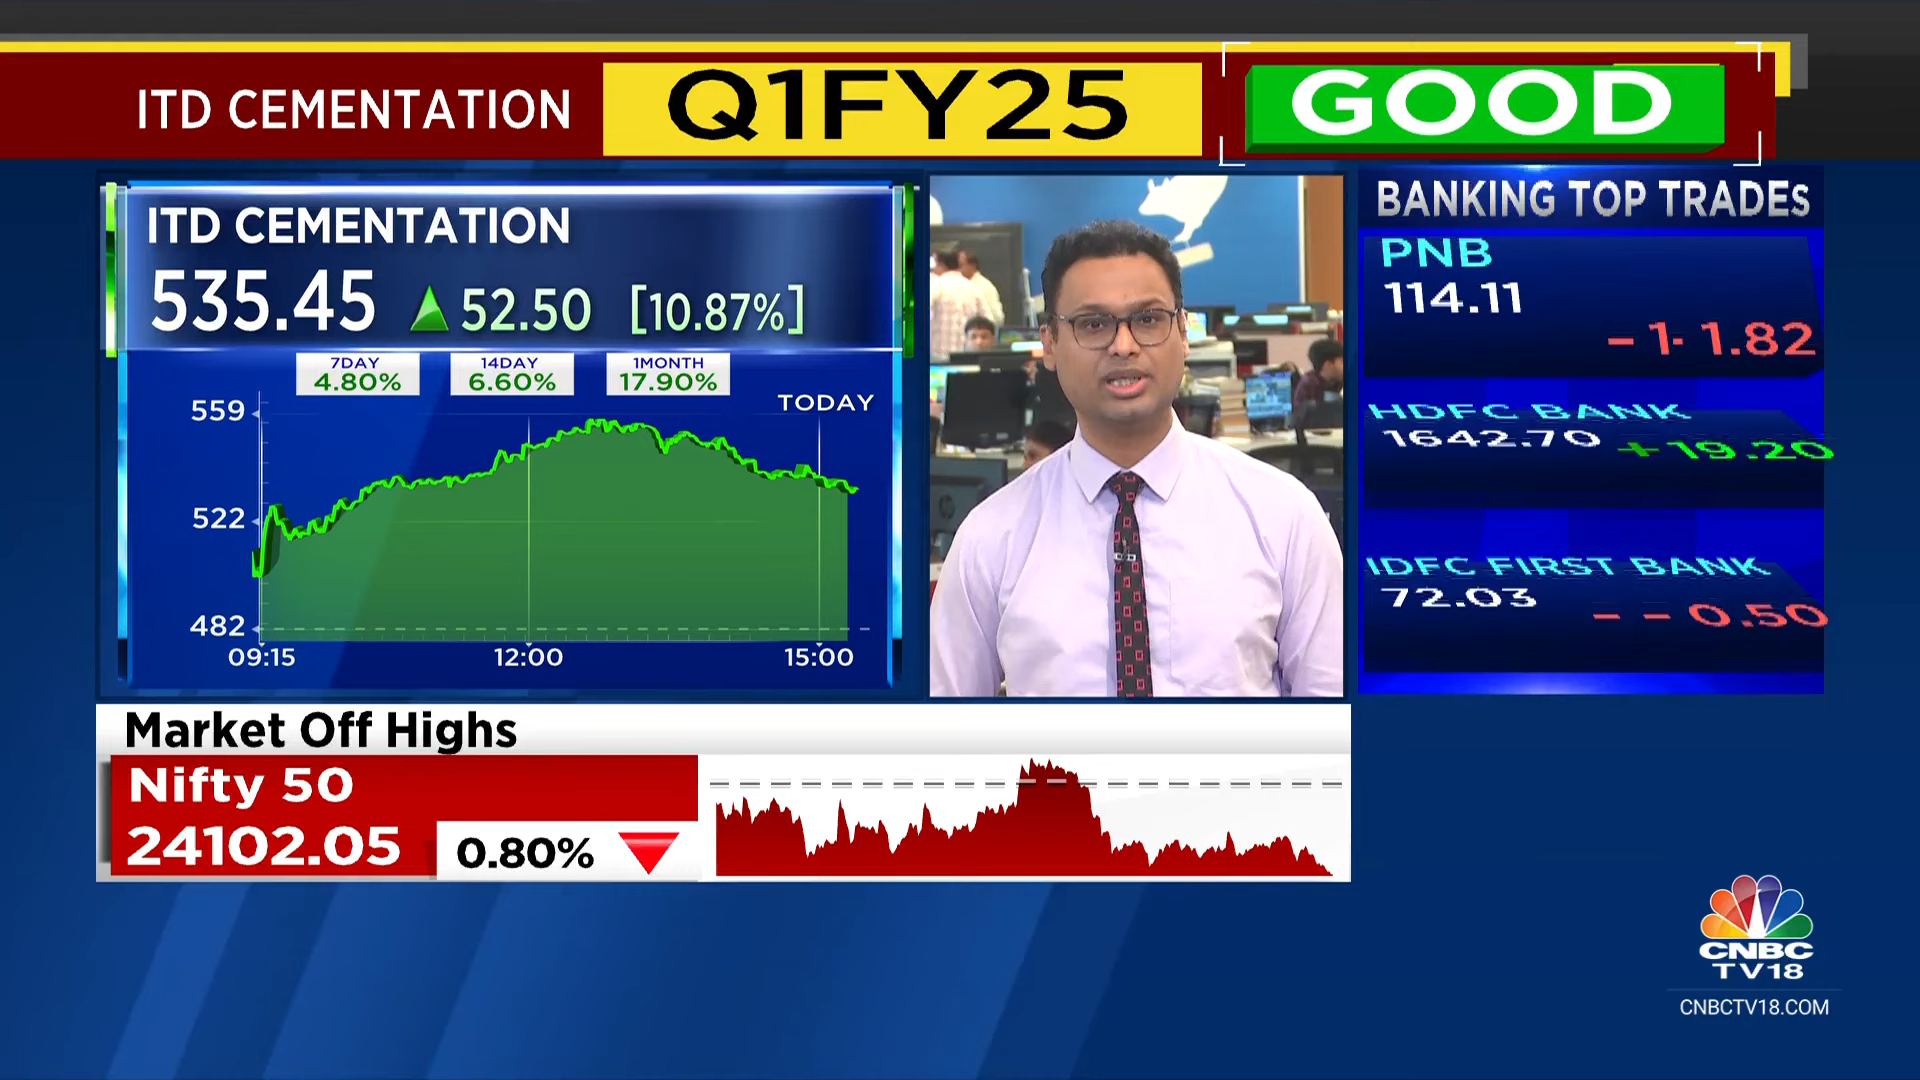 ITD CEMENTATION
Q1FY25
GOOD
ITD CEMENTATION
535.45 ▲ 52.50 [10.87%]
7DAY 14DAY 1MONTH
4.80% 6.60% 17.90%
TODAY
559
522
482
09:15 12:00 15:00
BANKING TOP TRADEs
PNB
114.11
HDFC BANK
1642.70 +19.20
IDFC FIRST BANK
72.03
- - 0.50
Market Off Highs
Nifty 50
24102.05 0.80% ▼
CNBC
TV18
CNBCTV18.COM